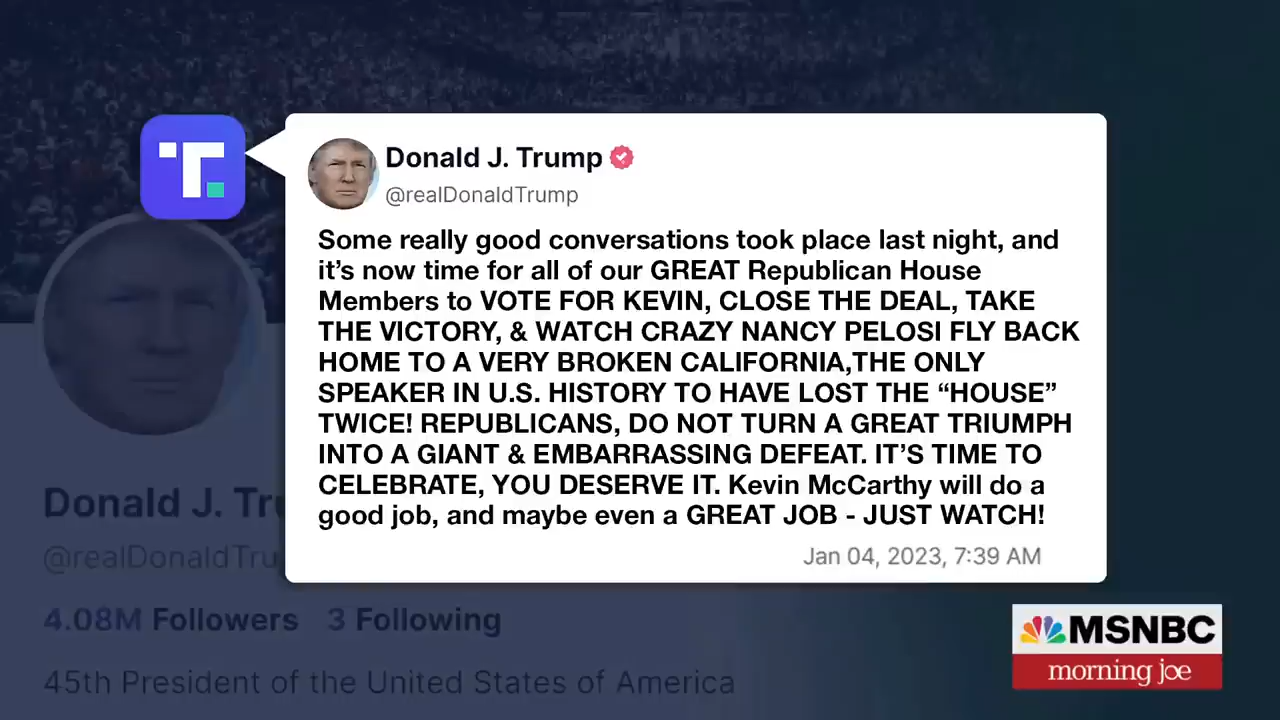 Donald J. Trump
@realDonaldTrump
Some really good conversations took place last night, and
it's now time for all of our GREAT Republican House
Members to VOTE FOR KEVIN, CLOSE THE DEAL, TAKE
THE VICTORY, & WATCH CRAZY NANCY PELOSI FLY BACK
HOME TO A VERY BROKEN CALIFORNIA,THE ONLY
SPEAKER IN U.S. HISTORY TO HAVE LOST THE “HOUSE”
TWICE! REPUBLICANS, DO NOT TURN A GREAT TRIUMPH
INTO A GIANT & EMBARRASSING DEFEAT. IT’S TIME TO
CELEBRATE, YOU DESERVE IT. Kevin McCarthy will do a
good job, and maybe even a GREAT JOB - JUST WATCH!
Jan 04, 2023, 7:39 AM
Donald J. Tru
@realDonaldTru
4.08M Followers 3 Following
45th President of the United States of America
MSNBC
morning joe